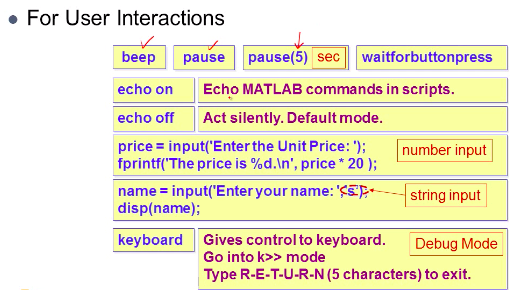 For User Interactions
beep pause pause(5) sec waitforbuttonpress
echo on Echo MATLAB commands in scripts.
echo off Act silently. Default mode.
price = input('Enter the Unit Price: ');
fprintf('The price is %d.\n', price * 20 );
number input
name = input('Enter your name: ','s');
disp(name);
string input
keyboard Gives control to keyboard.
Go into k>> mode
Type R-E-T-U-R-N (5 characters) to exit.
Debug Mode